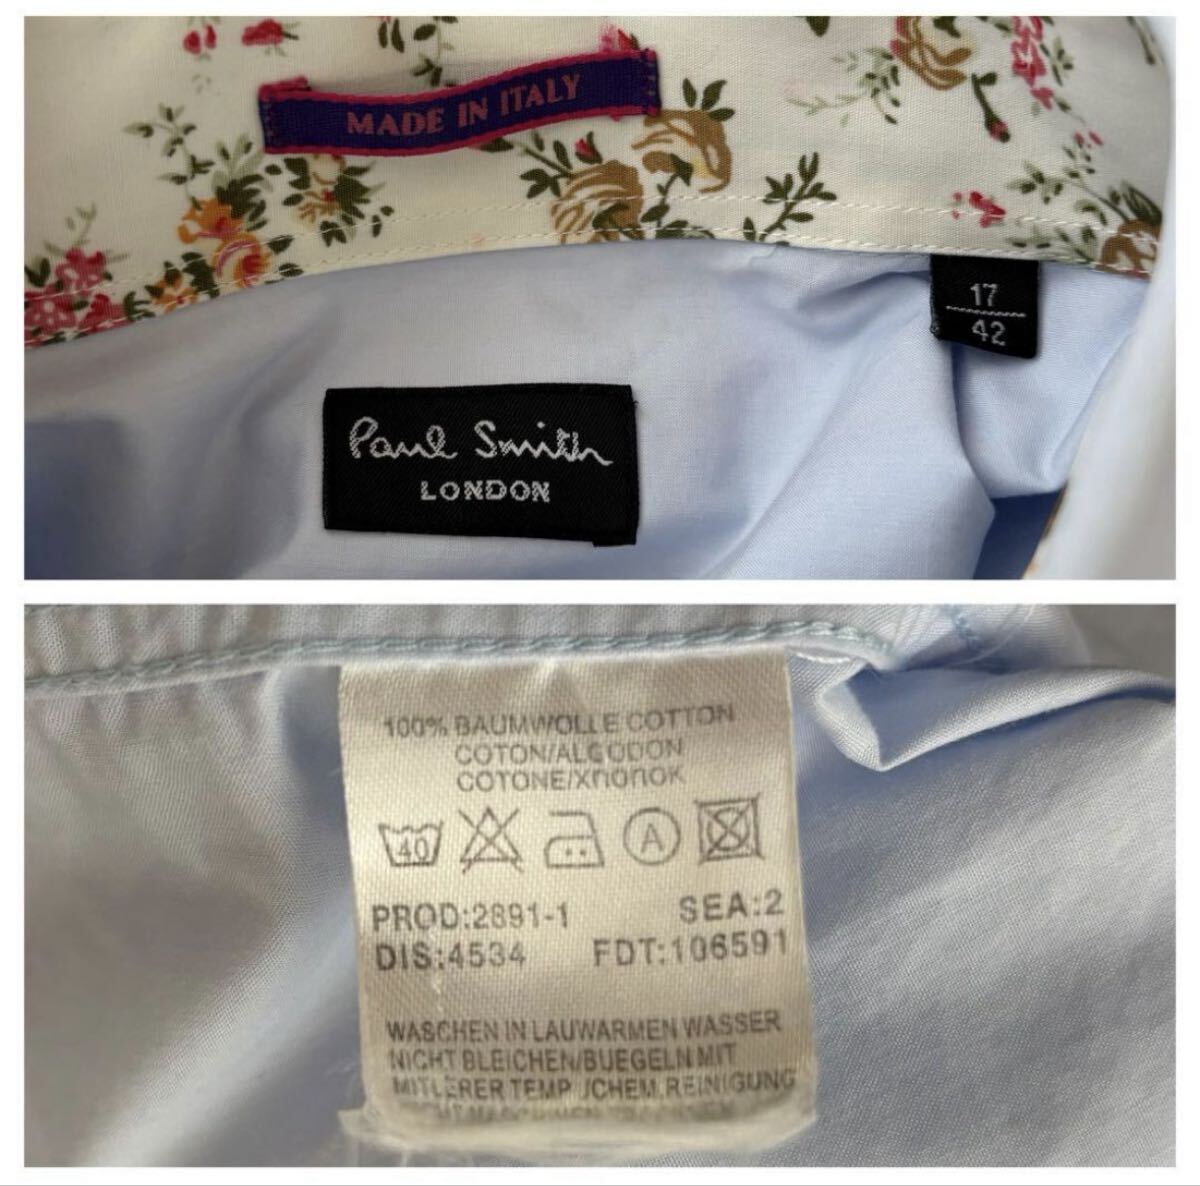 MADE IN ITALY
17
42
Paul Smith
LONDON
100% BAUMWOLLE COTTON
COTON/ALGODON
COTONE/ХЛОПОК
40 A
PROD:2891-1 SEA:2
DIS:4534 FDT:106591
WASCHEN IN LAUWARMEN WASSER
NICHT BLEICHEN/BUEGELN MIT
MITLERER TEMP./CHEM.REINIGUNG